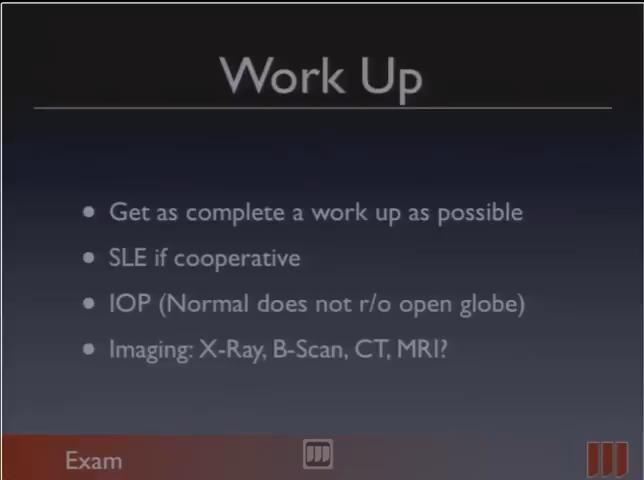 Work Up
• Get as complete a work up as possible
• SLE if cooperative
• IOP (Normal does not r/o open globe)
• Imaging: X-Ray, B-Scan, CT, MRI?
Exam